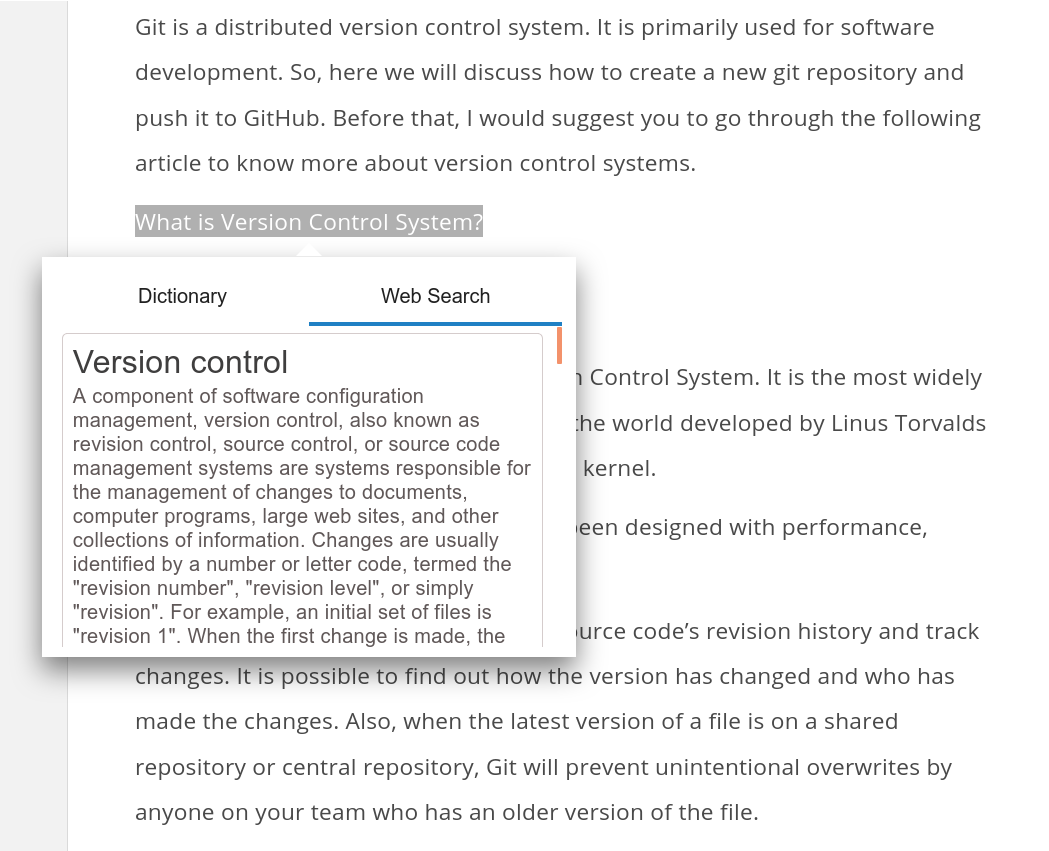 Git is a distributed version control system. It is primarily used for software
development. So, here we will discuss how to create a new git repository and
push it to GitHub. Before that, I would suggest you to go through the following
article to know more about version control systems.
What is Version Control System?
Dictionary
Web Search
Version control
A component of software configuration
management, version control, also known as
revision control, source control, or source code
management systems are systems responsible for
the management of changes to documents,
computer programs, large web sites, and other
collections of information. Changes are usually
identified by a number or letter code, termed the
"revision number", "revision level", or simply
"revision". For example, an initial set of files is
"revision 1". When the first change is made, the
Control System. It is the most widely
the world developed by Linus Torvalds
kernel.
designed with performance,
code’s revision history and track
changes. It is possible to find out how the version has changed and who has
made the changes. Also, when the latest version of a file is on a shared
repository or central repository, Git will prevent unintentional overwrites by
anyone on your team who has an older version of the file.